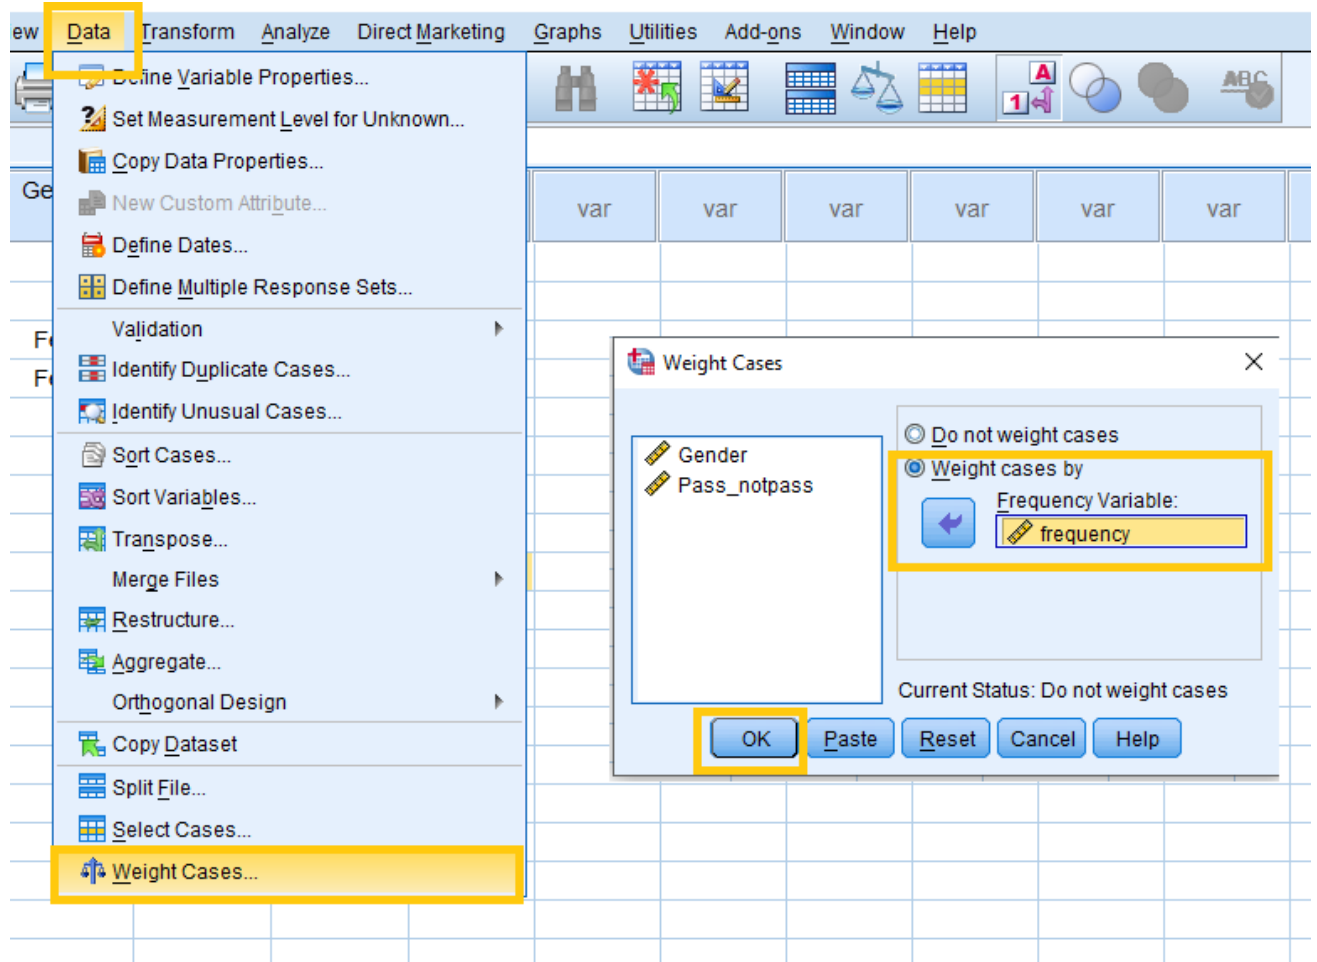 ew Data Transform Analyze Direct Marketing Graphs Utilities Add-ons Window Help
Define Variable Properties...
Set Measurement Level for Unknown...
Copy Data Properties...
New Custom Attribute...
Define Dates...
Define Multiple Response Sets...
Validation
Identify Duplicate Cases...
Identify Unusual Cases...
Sort Cases...
Sort Variables...
Transpose...
Merge Files
Restructure...
Aggregate...
Orthogonal Design
Copy Dataset
Split File...
Select Cases...
Weight Cases...
A
1
ABC
Ge
var var var var var var
Fe
Fe
Weight Cases
Gender
Pass_notpass
Do not weight cases
Weight cases by
Frequency Variable:
frequency
Current Status: Do not weight cases
OK Paste Reset Cancel Help